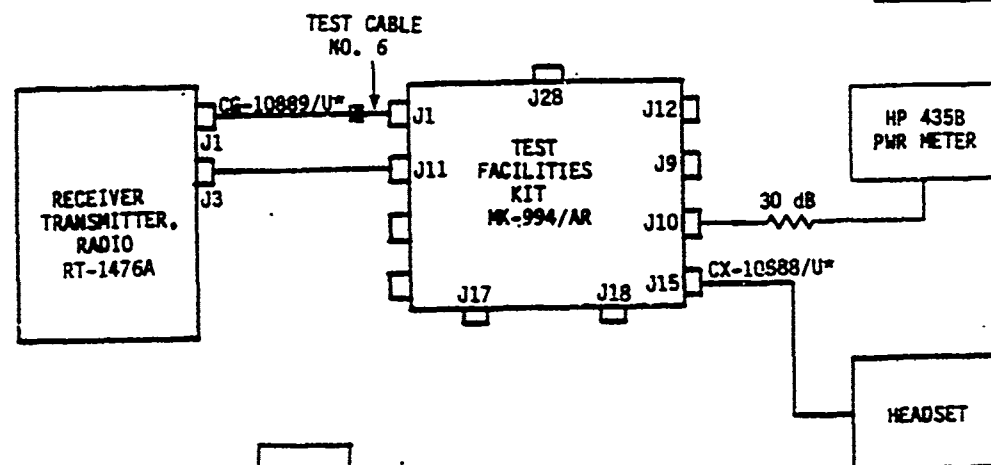 TEST CABLE
NO. 6
CG-10889/U*
J1
J3
RECEIVER
TRANSMITTER,
RADIO
RT-1476A
J28
J1
J12
J11
J9
TEST
FACILITIES
KIT
MK-994/AR
J10
J15
J17
J18
30 dB
HP 435B
PWR METER
CX-10588/U*
HEADSET